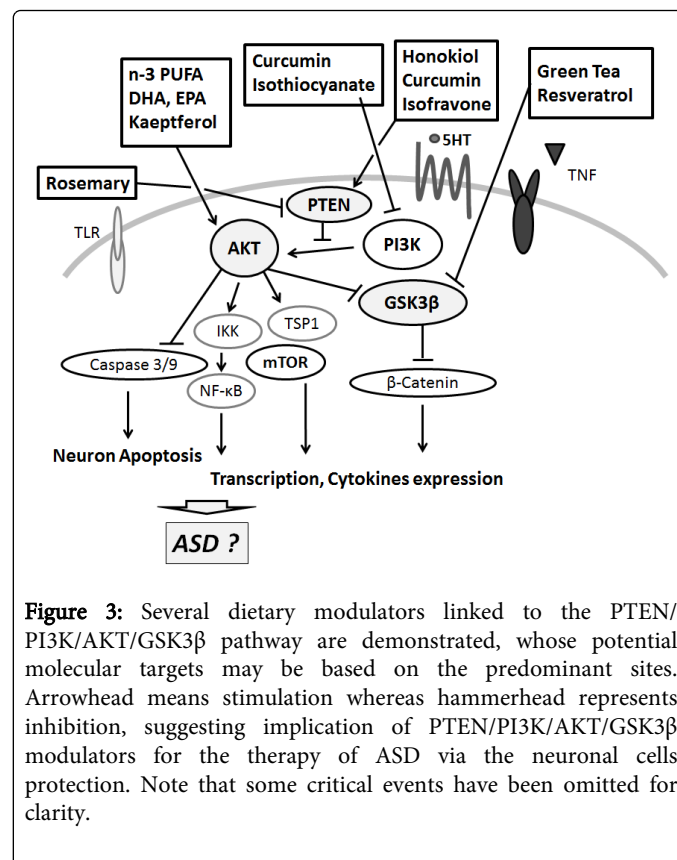 n-3 PUFA
DHA, EPA
Kaeptferol
Curcumin
Isothiocyanate
Honokiol
Curcumin
Isofravone
Green Tea
Resveratrol
5HT
TNF
Rosemary
TLR
PTEN
AKT
PI3K
GSK3β
IKK
TSP1
mTOR
Caspase 3/9
NF-κB
β-Catenin
Neuron Apoptosis
Transcription, Cytokines expression
ASD ?
Figure 3: Several dietary modulators linked to the PTEN/
PI3K/AKT/GSK3β pathway are demonstrated, whose potential
molecular targets may be based on the predominant sites.
Arrowhead means stimulation whereas hammerhead represents
inhibition, suggesting implication of PTEN/PI3K/AKT/GSK3β
modulators for the therapy of ASD via the neuronal cells
protection. Note that some critical events have been omitted for
clarity.